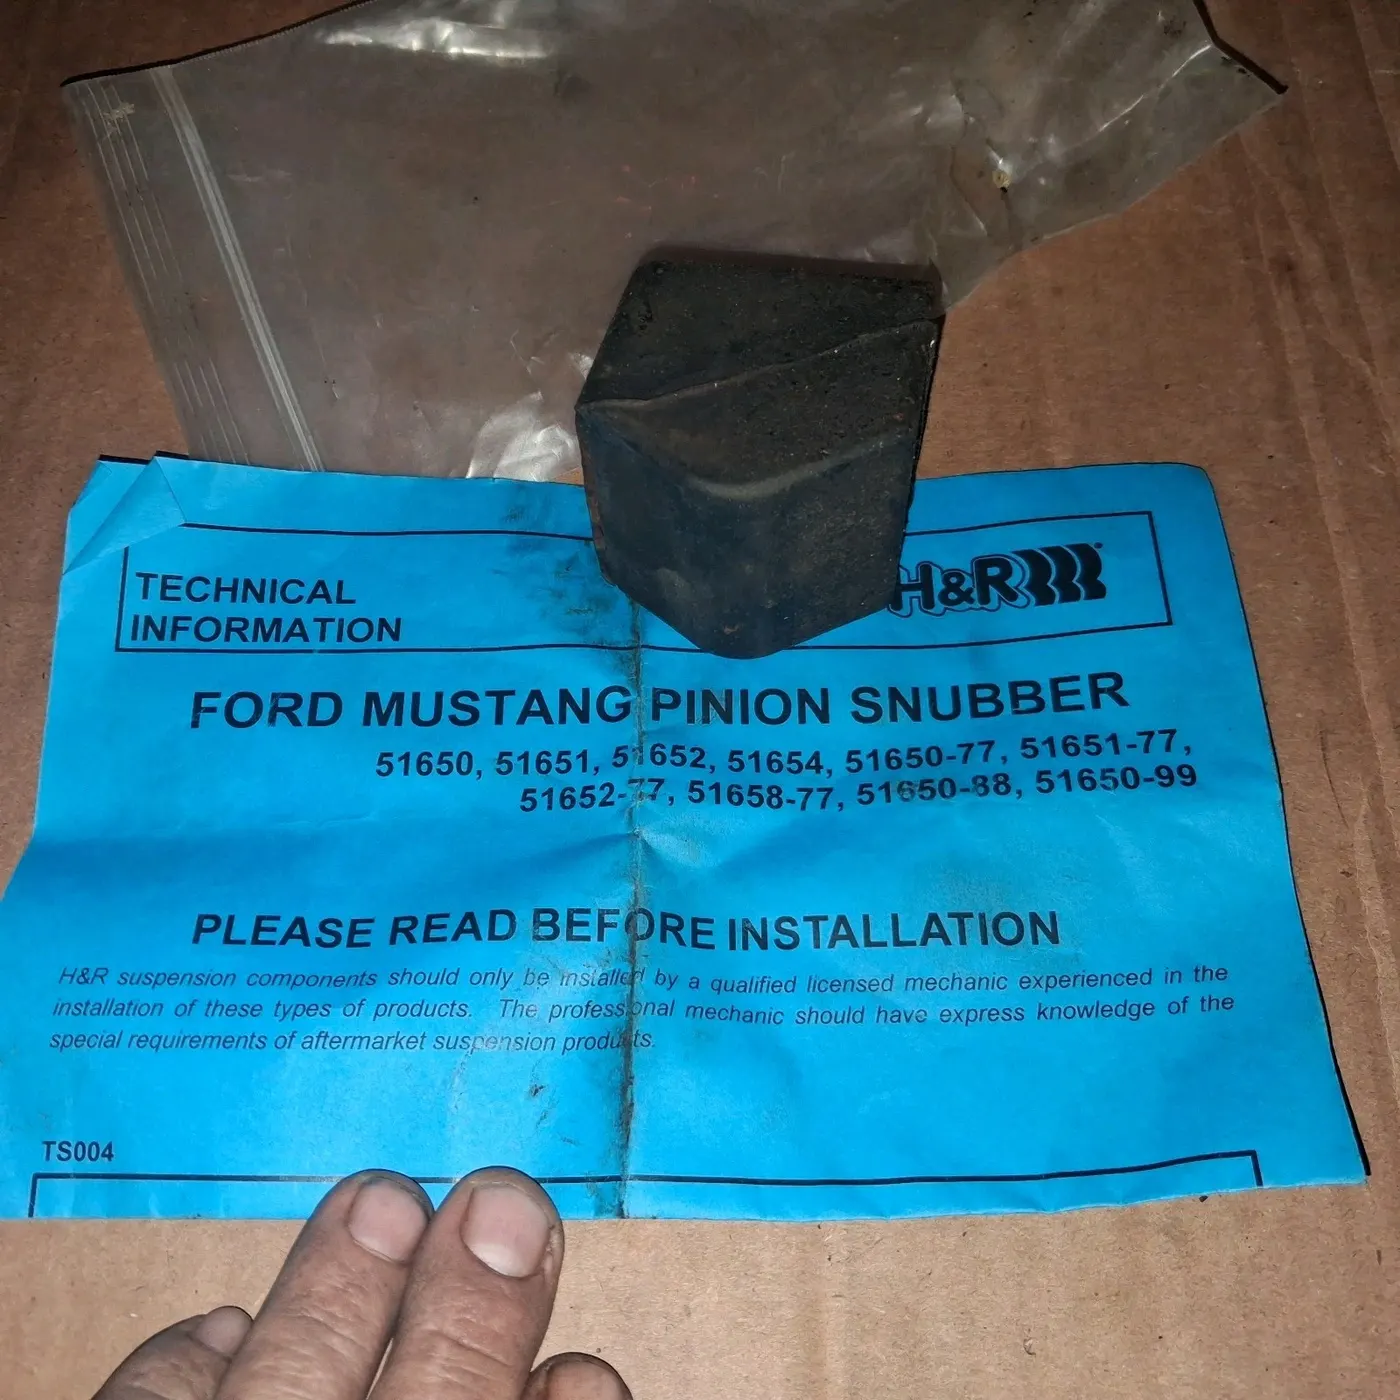 TECHNICAL
INFORMATION
H&R
FORD MUSTANG PINION SNUBBER
51650, 51651, 51652, 51654, 51650-77, 51651-77,
51652-77, 51658-77, 51650-88, 51650-99
PLEASE READ BEFORE INSTALLATION
H&R suspension components should only be installed by a qualified licensed mechanic experienced in the
installation of these types of products. The professional mechanic should have express knowledge of the
special requirements of aftermarket suspension products.
TS004